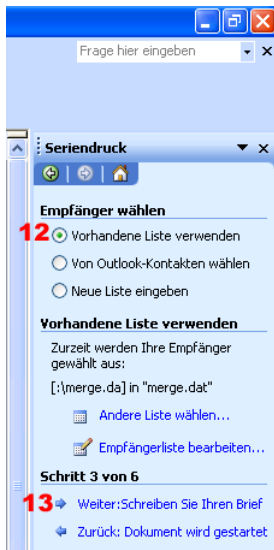 Frage hier eingeben
Seriendruck
Empfänger wählen
12 Vorhandene Liste verwenden
Von Outlook-Kontakten wählen
Neue Liste eingeben
Vorhandene Liste verwenden
Zurzeit werden Ihre Empfänger
gewählt aus:
[:\merge.da] in "merge.dat"
Andere Liste wählen...
Empfängerliste bearbeiten...
Schritt 3 von 6
13 Weiter:Schreiben Sie Ihren Brief
Zurück: Dokument wird gestartet